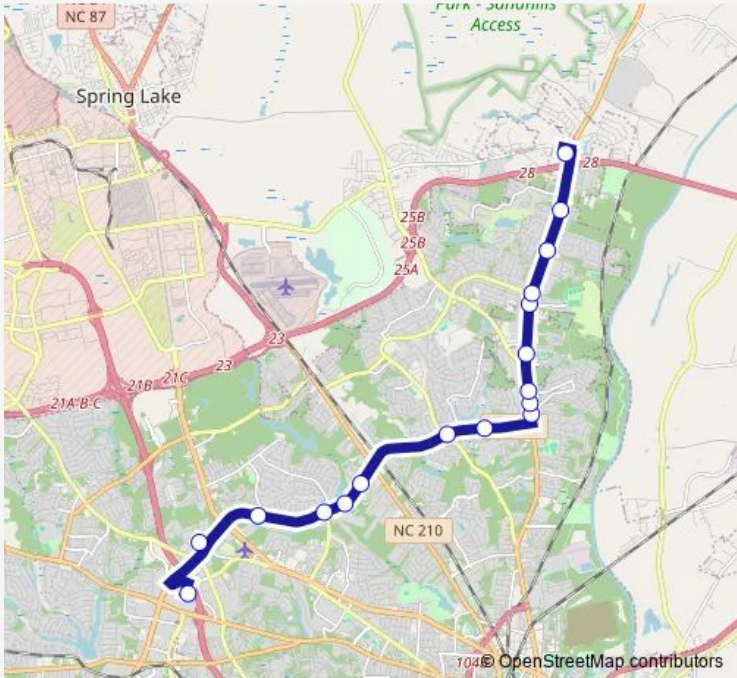 NC 87
Park - Sandhills
Access
Spring Lake
28
28
25B
25B
25A
23
23
21B
21C
21A-B-C
NC 210
104
© OpenStreetMap contributors